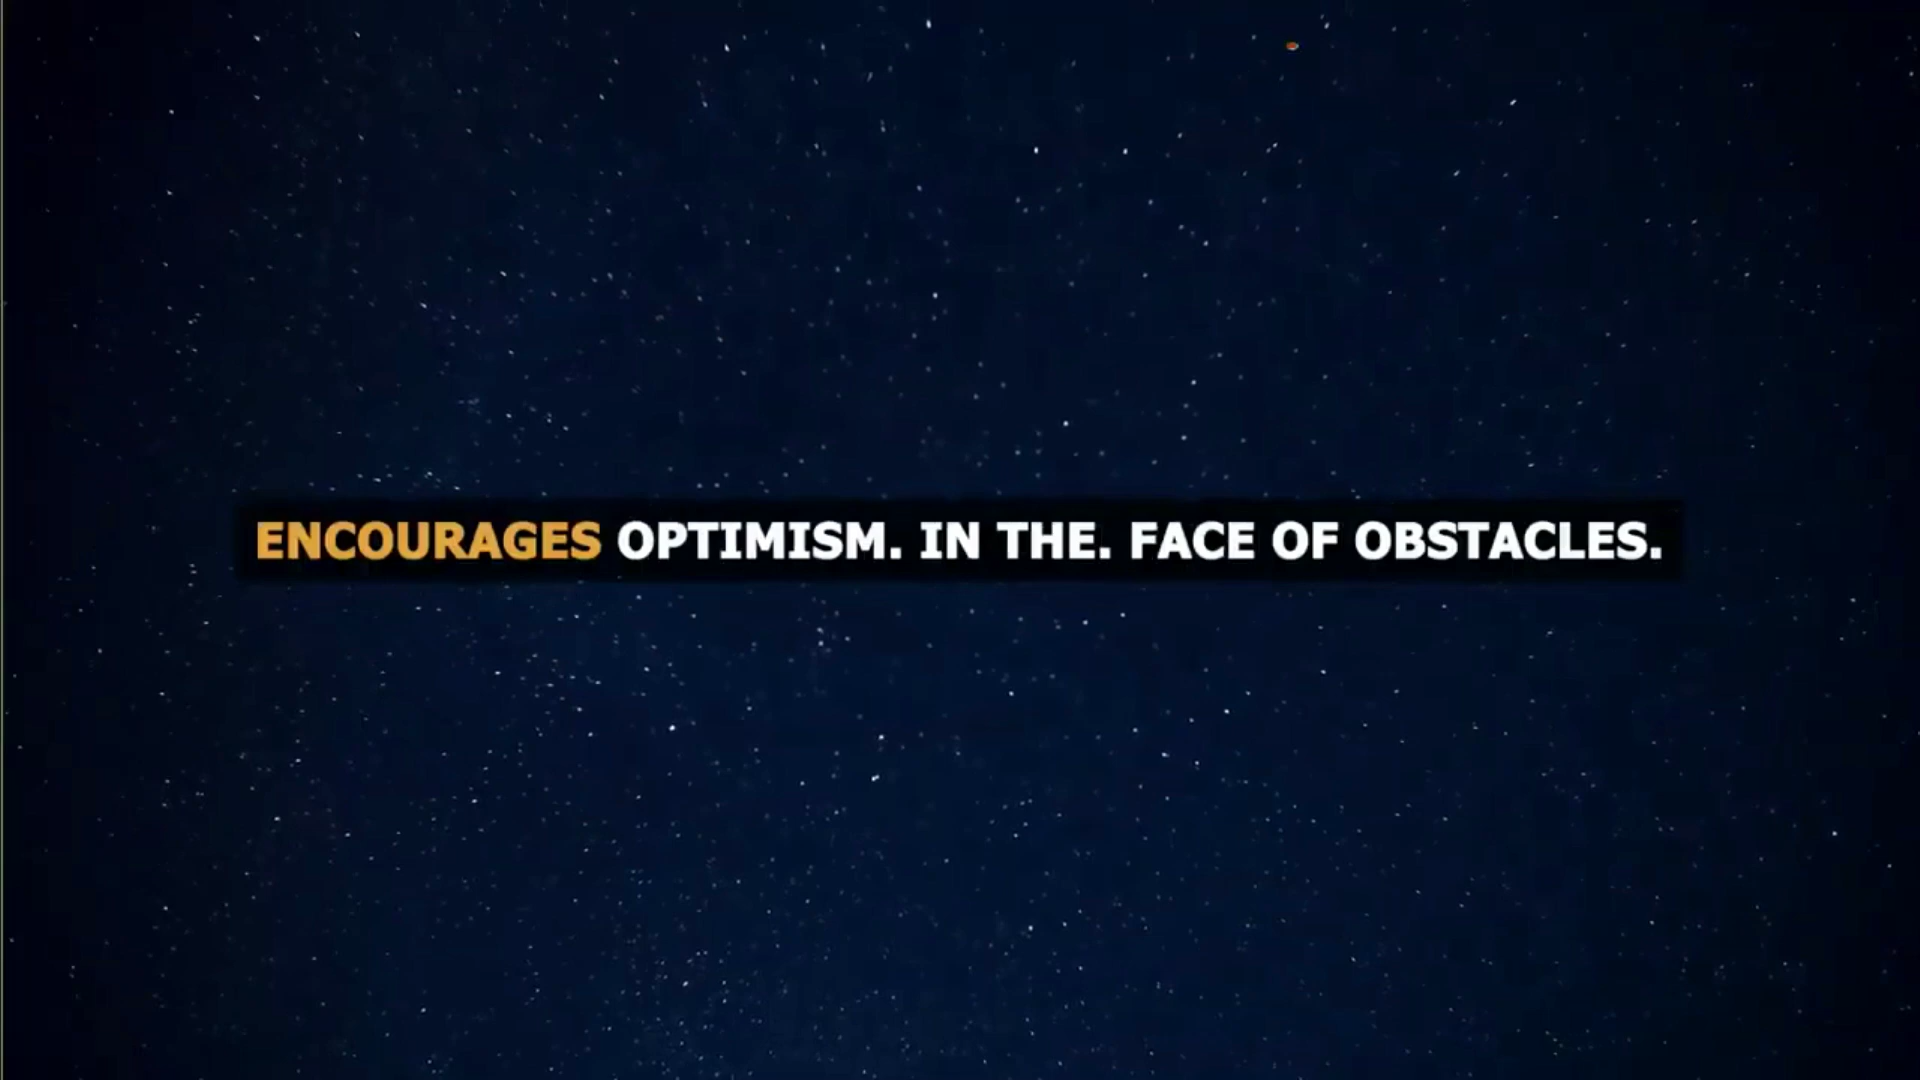 ENCOURAGES OPTIMISM. IN THE. FACE OF OBSTACLES.